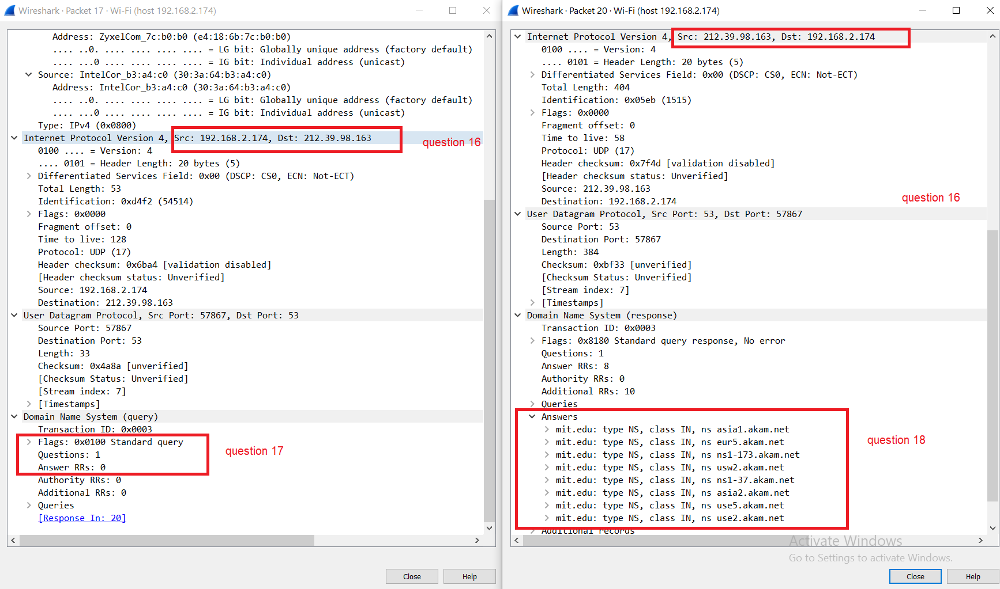 Wireshark · Packet 17 · Wi-Fi (host 192.168.2.174)
Address: ZyxelCom_7c:b0:b0 (e4:18:6b:7c:b0:b0)
.... ..0. .... .... .... .... = LG bit: Globally unique address (factory default)
.... ...0 .... .... .... .... = IG bit: Individual address (unicast)
Source: IntelCor_b3:a4:c0 (30:3a:64:b3:a4:c0)
Address: IntelCor_b3:a4:c0 (30:3a:64:b3:a4:c0)
.... ..0. .... .... .... .... = LG bit: Globally unique address (factory default)
.... ...0 .... .... .... .... = IG bit: Individual address (unicast)
Type: IPv4 (0x0800)
Internet Protocol Version 4, Src: 192.168.2.174, Dst: 212.39.98.163
question 16
0100 .... = Version: 4
.... 0101 = Header Length: 20 bytes (5)
Differentiated Services Field: 0x00 (DSCP: CS0, ECN: Not-ECT)
Total Length: 53
Identification: 0xd4f2 (54514)
Flags: 0x0000
Fragment offset: 0
Time to live: 128
Protocol: UDP (17)
Header checksum: 0x6ba4 [validation disabled]
[Header checksum status: Unverified]
Source: 192.168.2.174
Destination: 212.39.98.163
User Datagram Protocol, Src Port: 57867, Dst Port: 53
Source Port: 57867
Destination Port: 53
Length: 33
Checksum: 0x4a8a [unverified]
[Checksum Status: Unverified]
[Stream index: 7]
[Timestamps]
Domain Name System (query)
Transaction ID: 0x0003
Flags: 0x0100 Standard query
question 17
Questions: 1
Answer RRs: 0
Authority RRs: 0
Additional RRs: 0
Queries
[Response In: 20]
Close
Help
Wireshark · Packet 20 · Wi-Fi (host 192.168.2.174)
Internet Protocol Version 4, Src: 212.39.98.163, Dst: 192.168.2.174
0100 .... = Version: 4
.... 0101 = Header Length: 20 bytes (5)
Differentiated Services Field: 0x00 (DSCP: CS0, ECN: Not-ECT)
Total Length: 404
Identification: 0x05eb (1515)
Flags: 0x0000
Fragment offset: 0
Time to live: 58
Protocol: UDP (17)
Header checksum: 0x7f4d [validation disabled]
[Header checksum status: Unverified]
Source: 212.39.98.163
Destination: 192.168.2.174
question 16
User Datagram Protocol, Src Port: 53, Dst Port: 57867
Source Port: 53
Destination Port: 57867
Length: 384
Checksum: 0xbf33 [unverified]
[Checksum Status: Unverified]
[Stream index: 7]
[Timestamps]
Domain Name System (response)
Transaction ID: 0x0003
Flags: 0x8180 Standard query response, No error
Questions: 1
Answer RRs: 8
Authority RRs: 0
Additional RRs: 10
Queries
Answers
mit.edu: type NS, class IN, ns asia1.akam.net
mit.edu: type NS, class IN, ns eur5.akam.net
question 18
mit.edu: type NS, class IN, ns ns1-173.akam.net
mit.edu: type NS, class IN, ns usw2.akam.net
mit.edu: type NS, class IN, ns ns1-37.akam.net
mit.edu: type NS, class IN, ns asia2.akam.net
mit.edu: type NS, class IN, ns use5.akam.net
mit.edu: type NS, class IN, ns use2.akam.net
Additional records
Activate Windows
Go to Settings to activate Windows.
Close
Help